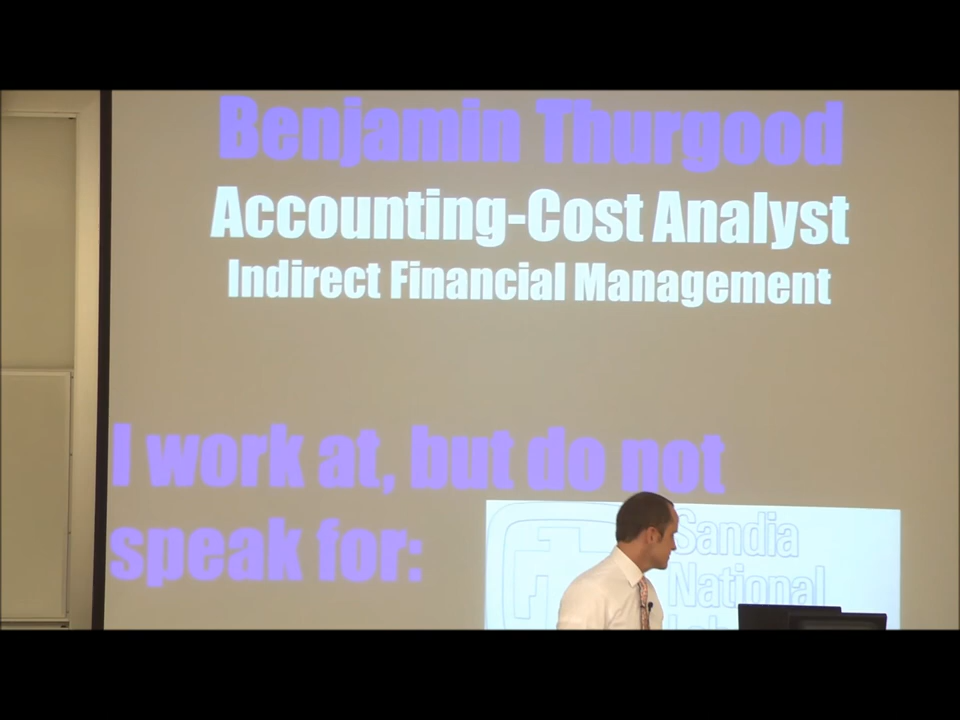 Benjamin Thurgood
Accounting-Cost Analyst
Indirect Financial Management
I work at, but do not
speak for:
Sandia
National